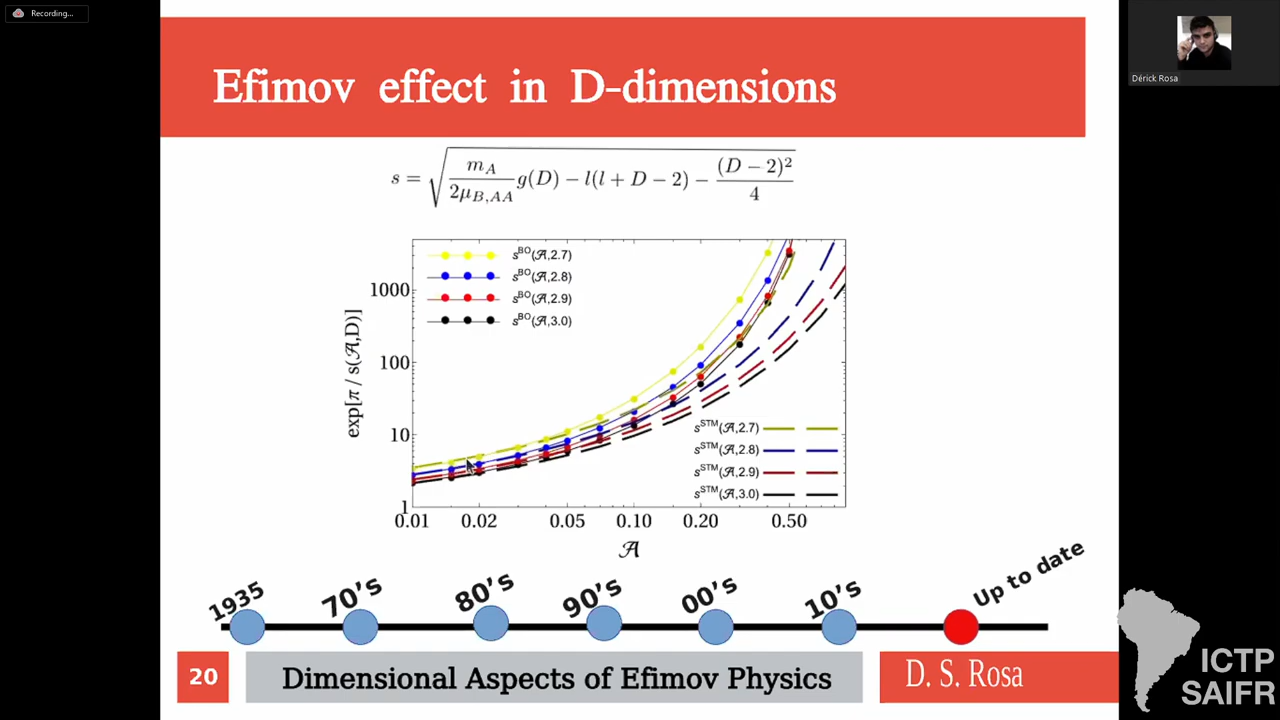 Recording...
Dérick Rosa
Efimov effect in D-dimensions
s = √( m_A / 2μ_{B,AA} g(D) − l(l + D − 2) − (D − 2)² / 4 )
s^BO(𝒜,2.7)
s^BO(𝒜,2.8)
s^BO(𝒜,2.9)
s^BO(𝒜,3.0)
1000
100
10
1
exp[π / s(𝒜,D)]
s^STM(𝒜,2.7)
s^STM(𝒜,2.8)
s^STM(𝒜,2.9)
s^STM(𝒜,3.0)
0.01 0.02 0.05 0.10 0.20 0.50
𝒜
1935 70's 80's 90's 00's 10's Up to date
20 Dimensional Aspects of Efimov Physics D. S. Rosa
ICTP
SAIFR